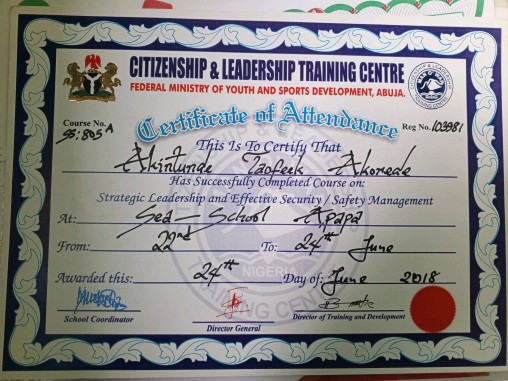 CITIZENSHIP & LEADERSHIP TRAINING CENTRE
FEDERAL MINISTRY OF YOUTH AND SPORTS DEVELOPMENT, ABUJA.
Certificate of Attendance
Course No. SS:805A
Reg No. 103981
This Is To Certify That
Akintunde Taofeek Akorede
Has Successfully Completed Course on:
Strategic Leadership and Effective Security / Safety Management
At: Sea-School Apapa
From: 22nd To: 24th June
Awarded this: 24th Day of: June 2018
School Coordinator
Director General
Director of Training and Development